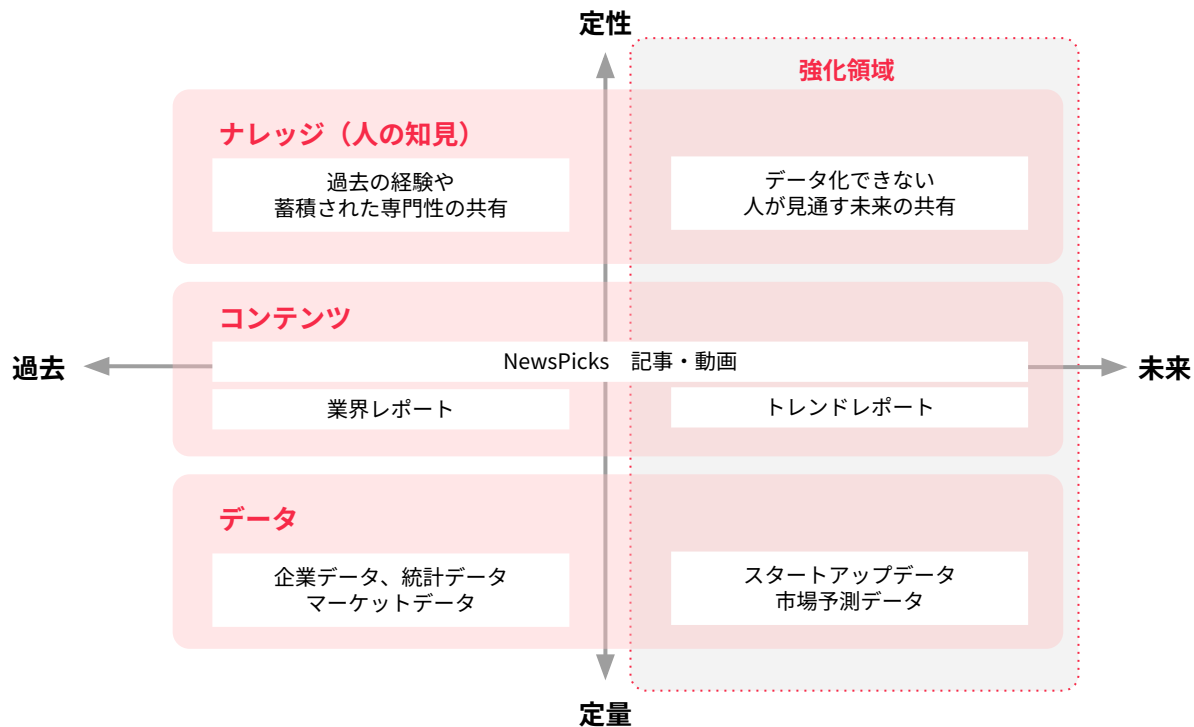 定性
強化領域
ナレッジ（人の知見）
過去の経験や
蓄積された専門性の共有
データ化できない
人が見通す未来の共有
コンテンツ
NewsPicks　記事・動画
過去
未来
業界レポート
トレンドレポート
データ
企業データ、統計データ
マーケットデータ
スタートアップデータ
市場予測データ
定量